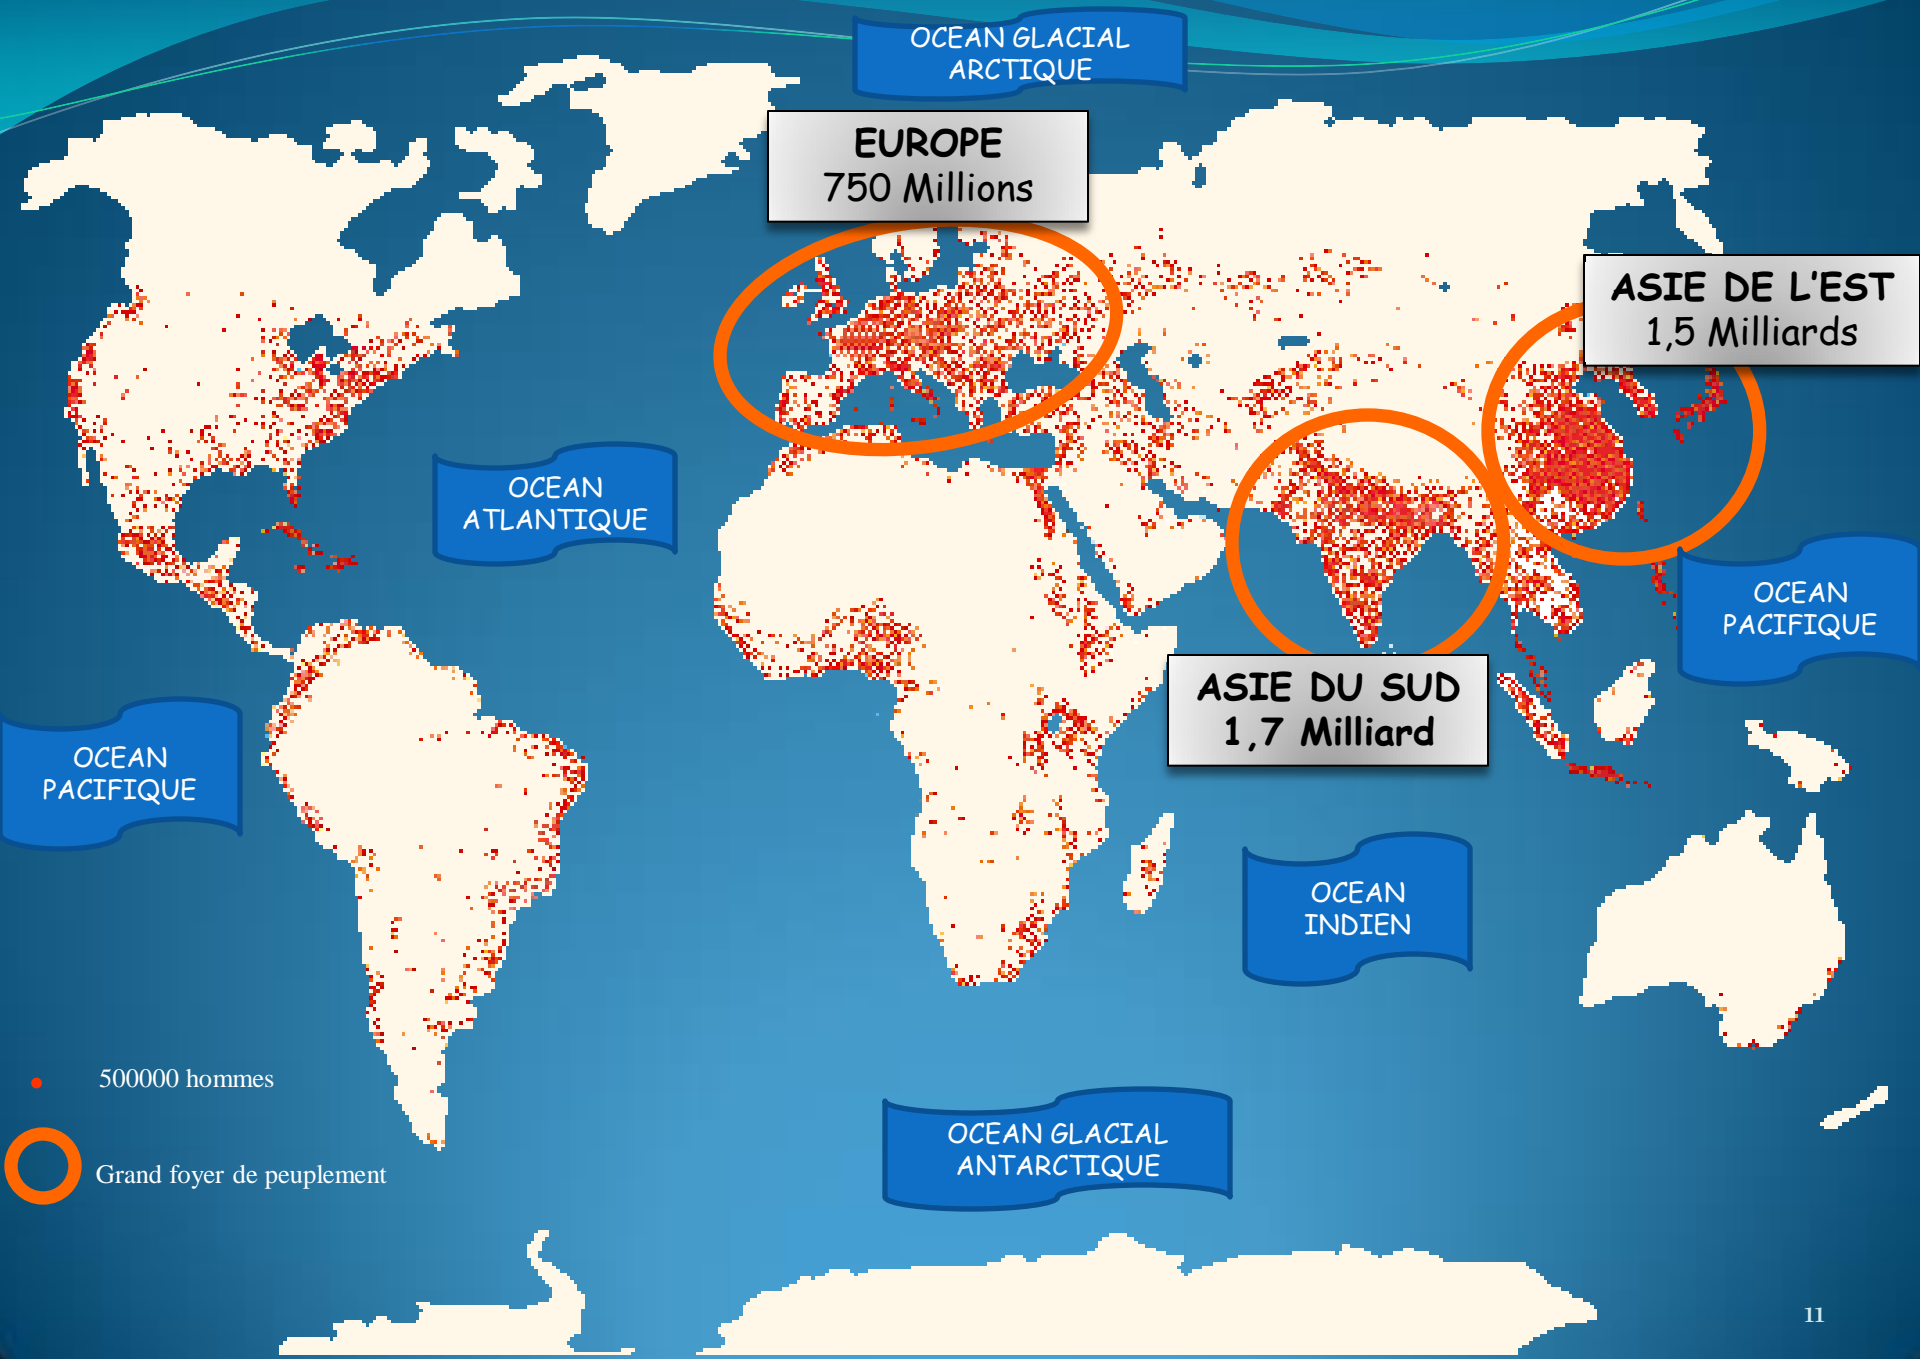 OCEAN GLACIAL
ARCTIQUE
EUROPE
750 Millions
ASIE DE L'EST
1,5 Milliards
OCEAN
ATLANTIQUE
OCEAN
PACIFIQUE
ASIE DU SUD
1,7 Milliard
OCEAN
PACIFIQUE
OCEAN
INDIEN
500000 hommes
Grand foyer de peuplement
OCEAN GLACIAL
ANTARCTIQUE
11